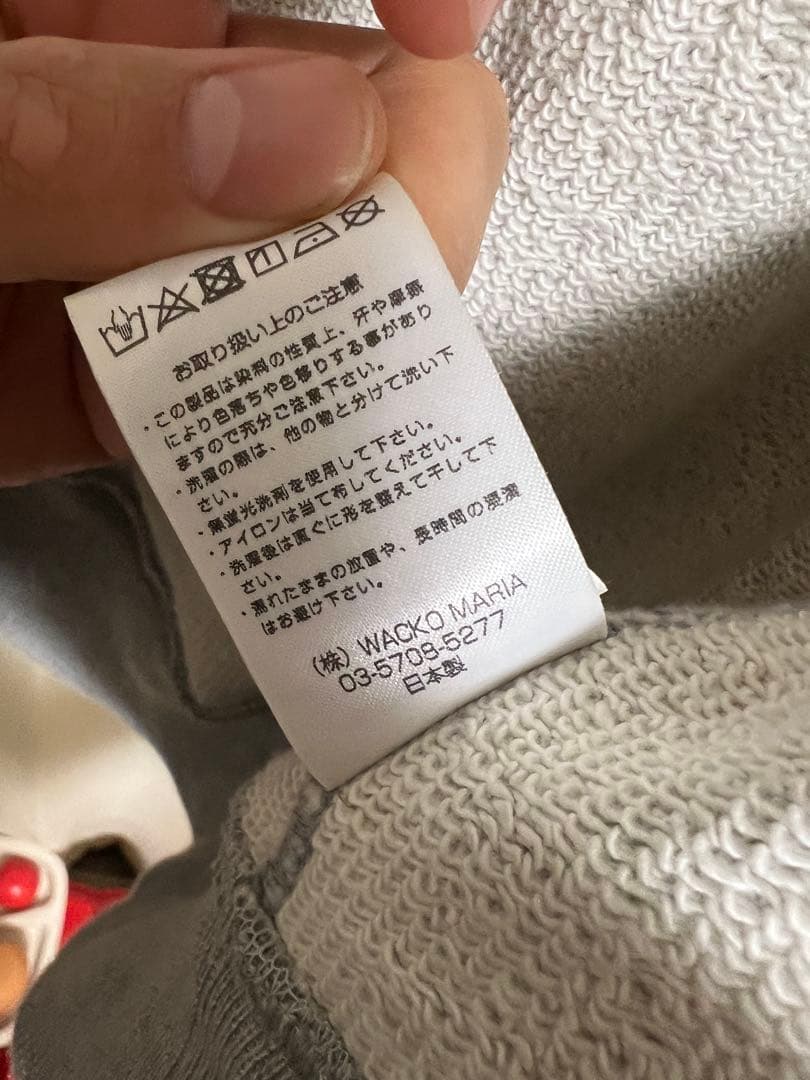 お取り扱い上のご注意
・この製品は染料の性質上、汗や摩擦
により色落ちや色移りする事があり
ますので充分ご注意下さい。
・洗濯の際は、他の物と分けて洗い下
さい。
・無蛍光洗剤を使用して下さい。
・アイロンは当て布してください。
・洗濯後は直ぐに形を整えて干して下
さい。
・濡れたままの放置や、長時間の浸漬
はお避け下さい。
(株) WACKO MARIA
03-5708-5277
日本製